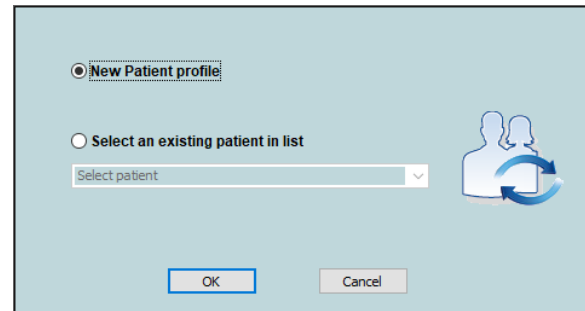 New Patient profile
Select an existing patient in list
Select patient
OK
Cancel